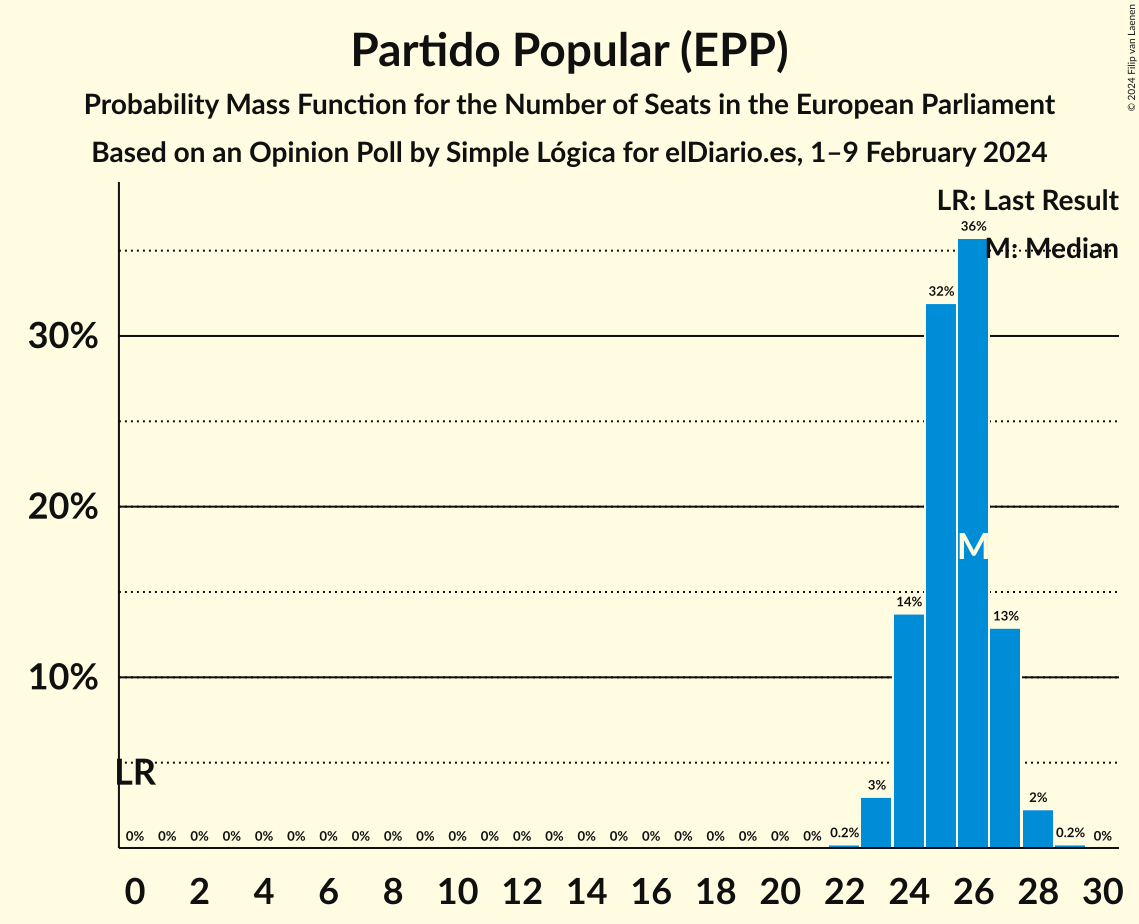 Partido Popular (EPP)
Probability Mass Function for the Number of Seats in the European Parliament
Based on an Opinion Poll by Simple Lógica for elDiario.es, 1–9 February 2024
© 2024 Filip van Laenen
LR: Last Result
M: Median
36%
32%
30%
20%
M
14%
13%
10%
LR
3%
2%
0% 0% 0% 0% 0% 0% 0% 0% 0% 0% 0% 0% 0% 0% 0% 0% 0% 0% 0% 0% 0% 0% 0.2% 0.2% 0%
0 2 4 6 8 10 12 14 16 18 20 22 24 26 28 30